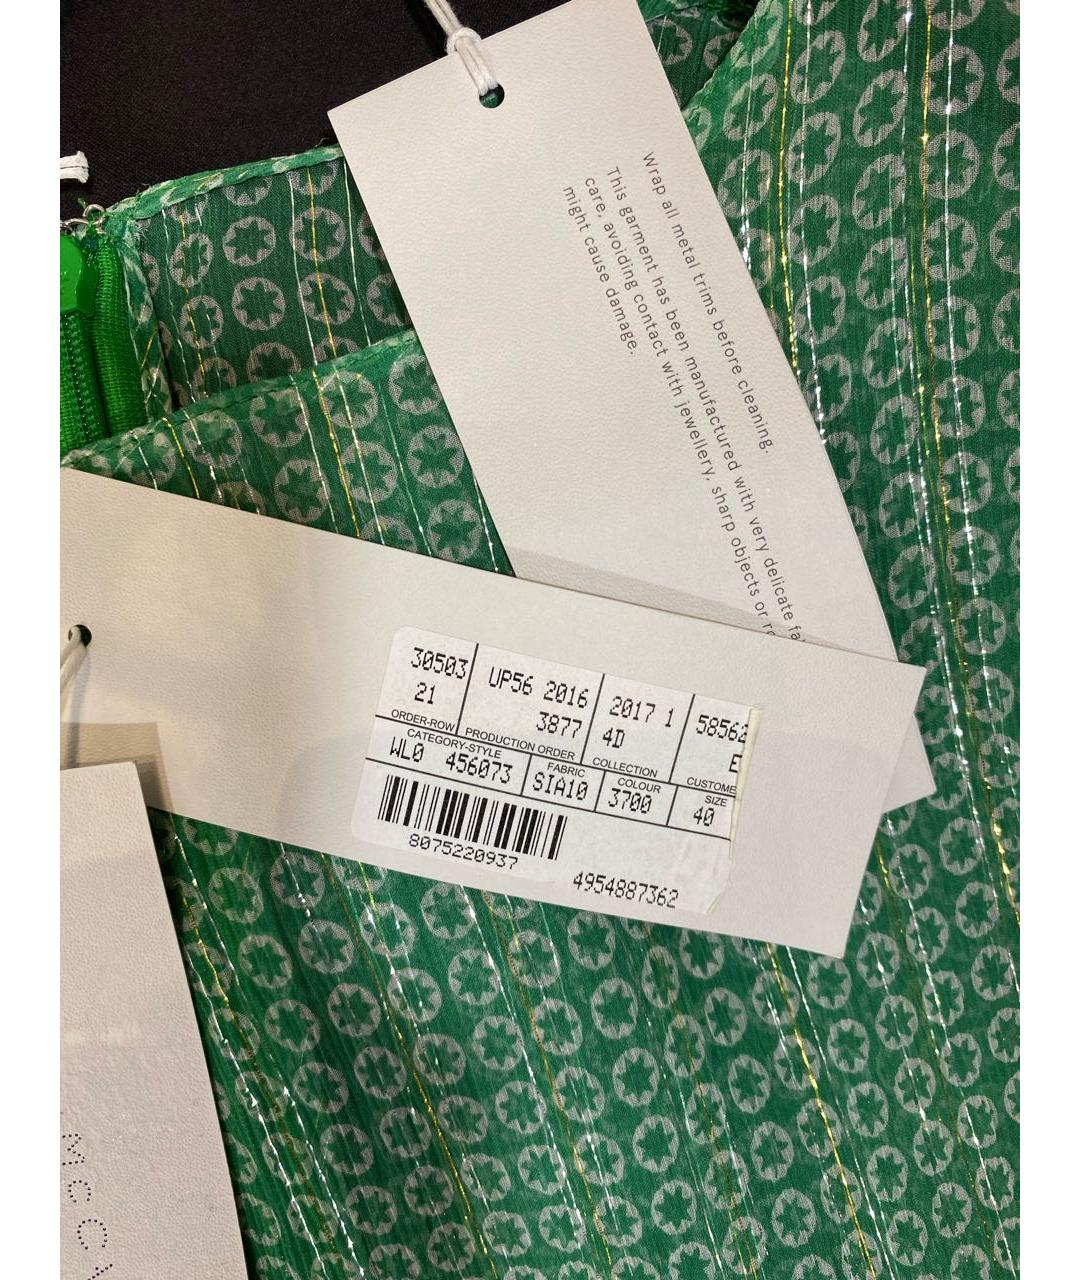 Wrap all metal trims before cleaning.
This garment has been manufactured with very delicate
care, avoiding contact with jewellery, sharp objects or
might cause damage.
30503 UP56 2016 2017 1 58562
21 3877 4D E
ORDER-ROW PRODUCTION ORDER COLLECTION CUSTOME
CATEGORY-STYLE FABRIC COLOUR SIZE
WL0 456073 SIA10 3700 40
8075220937
4954887362